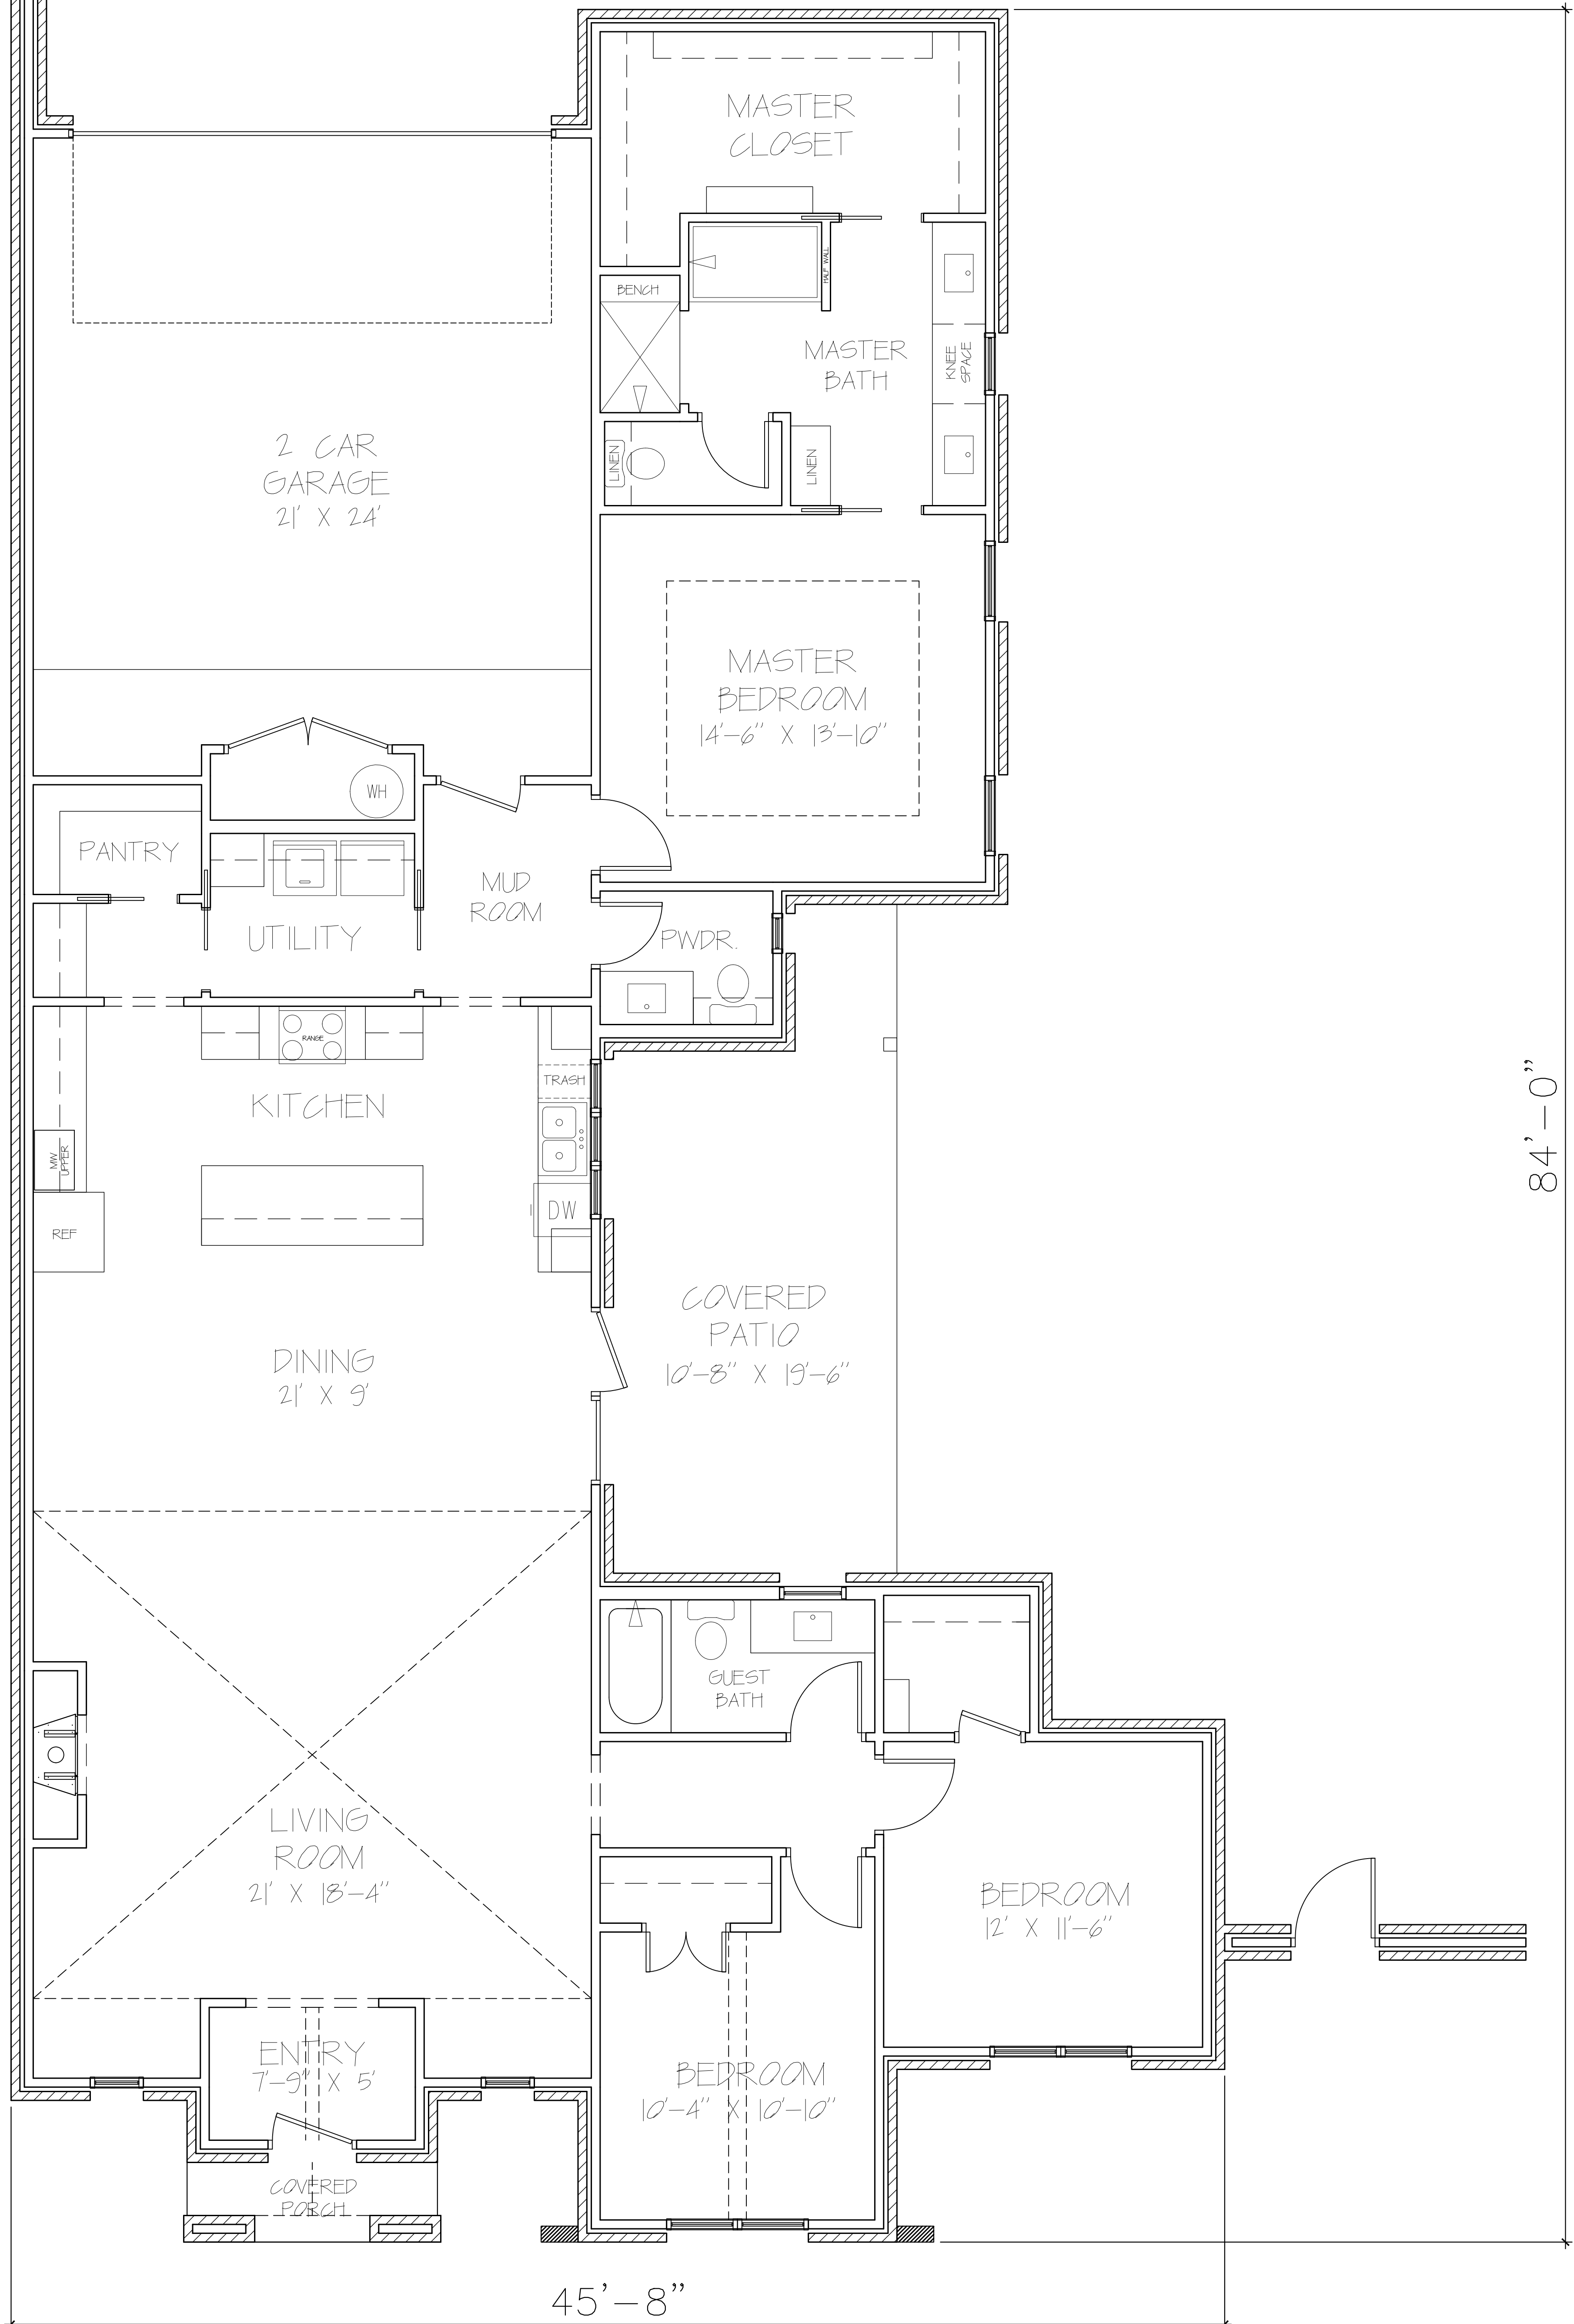 MASTER
CLOSET
HALF WALL
BENCH
MASTER
BATH
KNEE
SPACE
LINEN
LINEN
2 CAR
GARAGE
21' X 24'
MASTER
BEDROOM
14'-6" X 13'-10"
WH
PANTRY
MUD
ROOM
UTILITY
PWDR.
RANGE
TRASH
KITCHEN
MW
UPPER
REF
DW
84'-0"
COVERED
PATIO
10'-8" X 19'-6"
DINING
21' X 9'
GUEST
BATH
LIVING
ROOM
21' X 18'-4"
BEDROOM
12' X 11'-6"
ENTRY
7'-9" X 5'
BEDROOM
10'-4" X 10'-10"
COVERED
PORCH
45'-8"